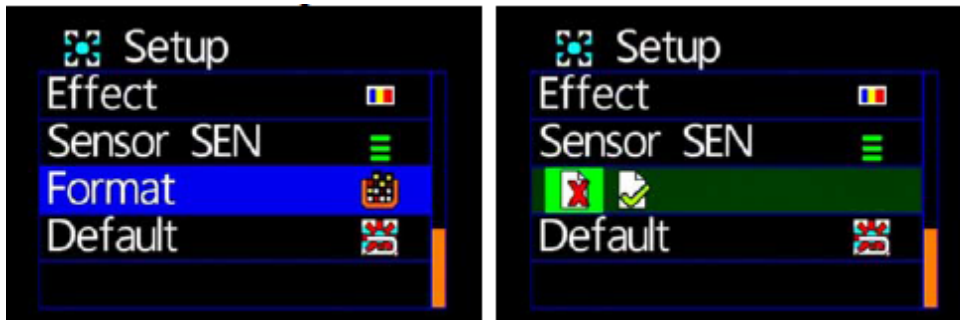 Setup
Effect
Sensor SEN
Format
Default
Setup
Effect
Sensor SEN
Default